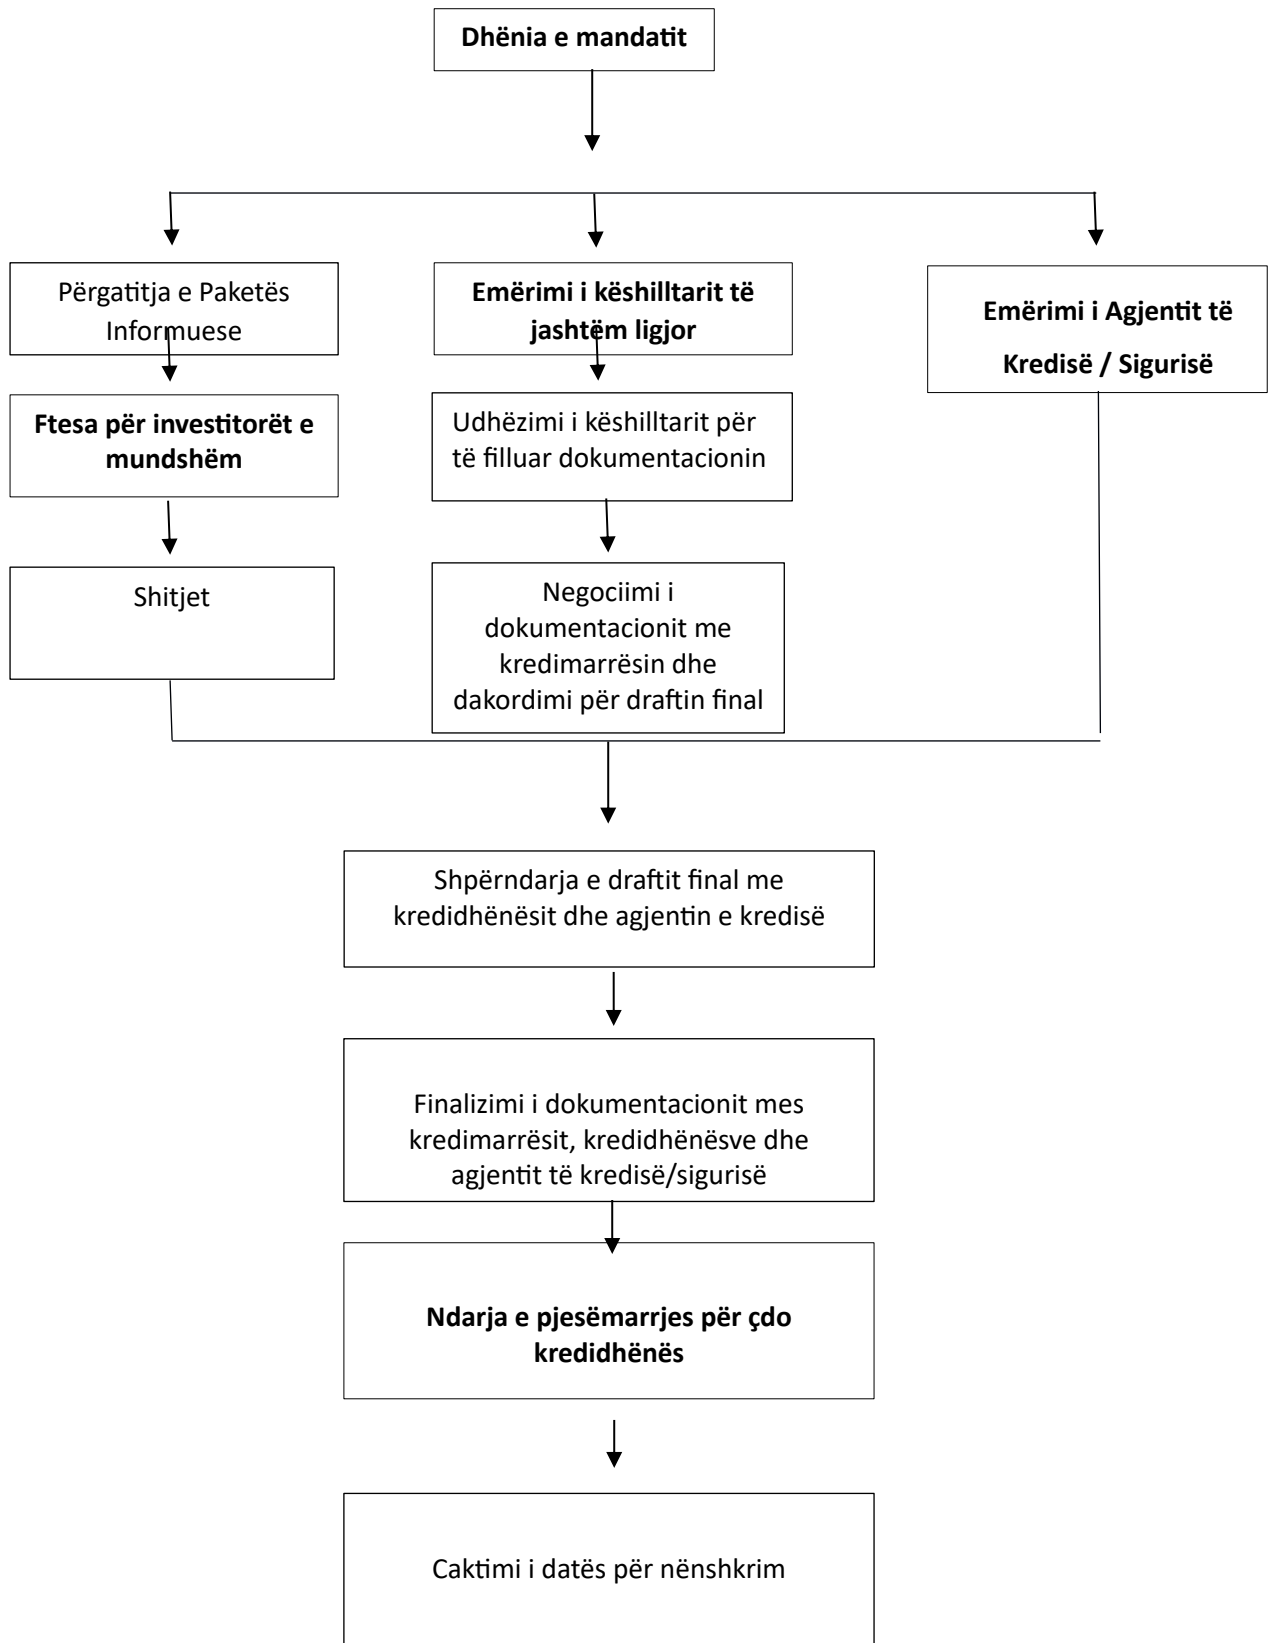 Dhënia e mandatit
Përgatitja e Paketës
Informuese
Emërimi i këshilltarit të
jashtëm ligjor
Emërimi i Agjentit të
Kredisë / Sigurisë
Ftesa për investitorët e
mundshëm
Udhëzimi i këshilltarit për
të filluar dokumentacionin
Shitjet
Negociimi i
dokumentacionit me
kredimarrësin dhe
dakordimi për draftin final
Shpërndarja e draftit final me
kredidhënësit dhe agjentin e kredisë
Finalizimi i dokumentacionit mes
kredimarrësit, kredidhënësve dhe
agjentit të kredisë/sigurisë
Ndarja e pjesëmarrjes për çdo
kredidhënës
Caktimi i datës për nënshkrim